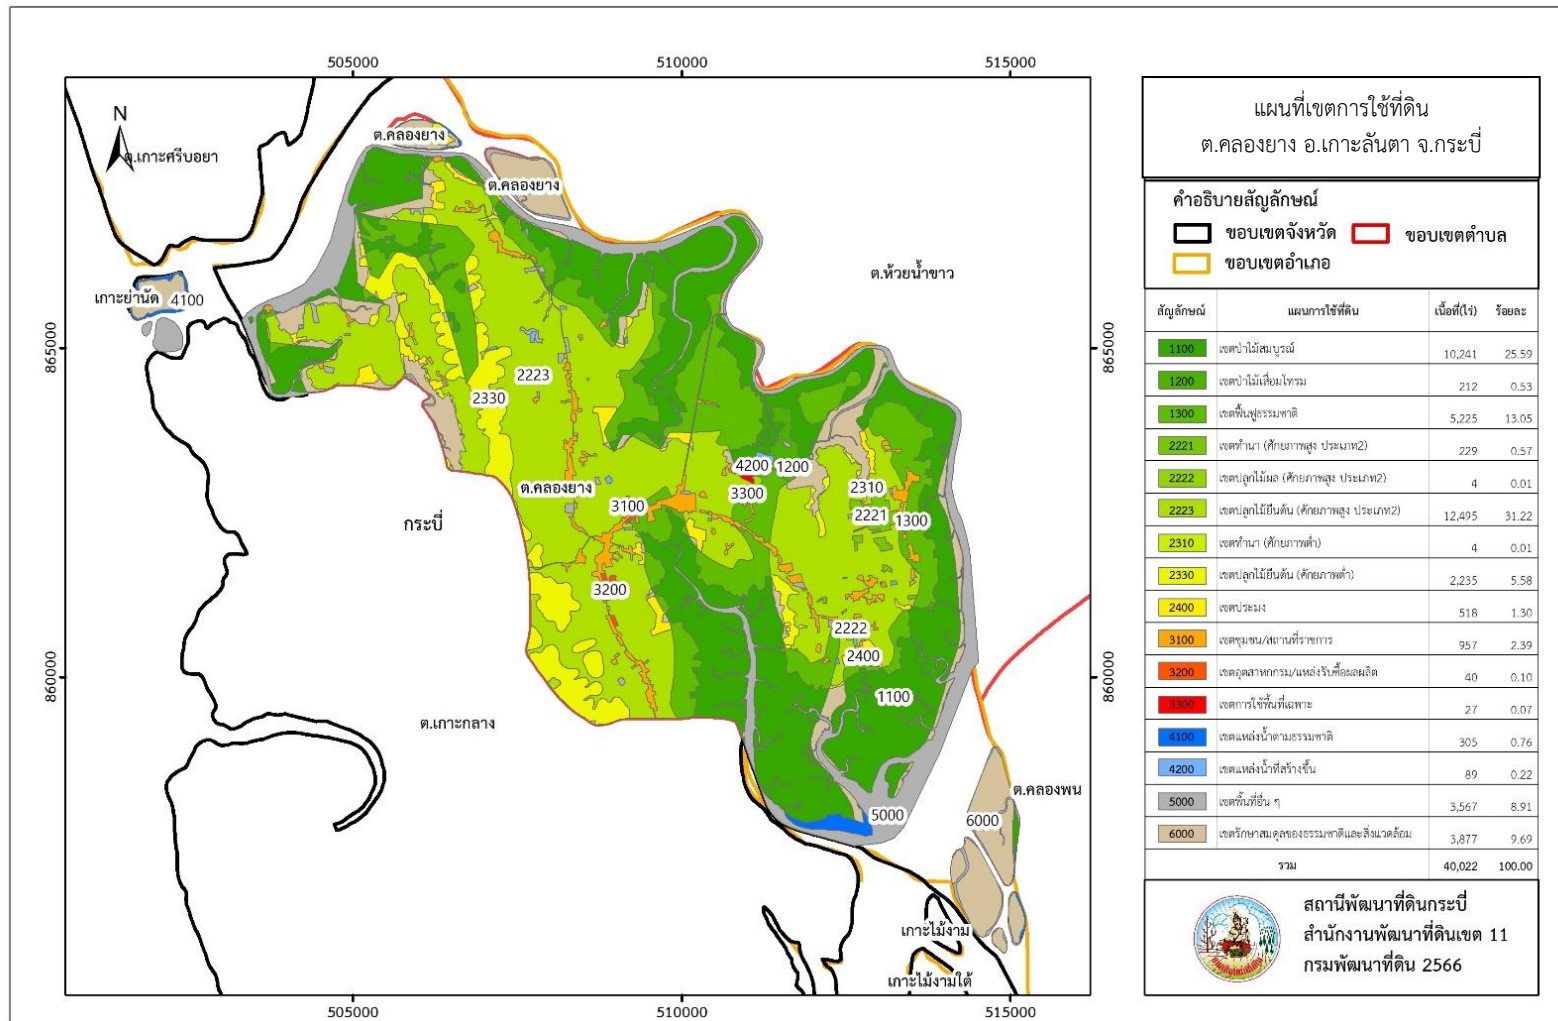 505000
510000
515000
N
ต.เกาะศรีบอยา
ต.คลองยาง
ต.คลองยาง
ต.ห้วยน้ำขาว
เกาะย่านัด
4100
865000
865000
2223
2330
4200
1200
3300
2310
2221
1300
ต.คลองยาง
3100
กระบี่
3200
2222
2400
860000
860000
1100
ต.เกาะกลาง
ต.คลองพน
5000
6000
เกาะไม้งาม
เกาะไม้งามใต้
505000
510000
515000
แผนที่เขตการใช้ที่ดิน
ต.คลองยาง อ.เกาะลันตา จ.กระบี่
คำอธิบายสัญลักษณ์
ขอบเขตจังหวัด ขอบเขตตำบล
ขอบเขตอำเภอ
สัญลักษณ์ แผนการใช้ที่ดิน เนื้อที่(ไร่) ร้อยละ
1100 เขตป่าไม้สมบูรณ์ 10,241 25.59
1200 เขตป่าไม้เสื่อมโทรม 212 0.53
1300 เขตฟื้นฟูธรรมชาติ 5,225 13.05
2221 เขตทำนา (ศักยภาพสูง ประเภท2) 229 0.57
2222 เขตปลูกไม้ผล (ศักยภาพสูง ประเภท2) 4 0.01
2223 เขตปลูกไม้ยืนต้น (ศักยภาพสูง ประเภท2) 12,495 31.22
2310 เขตทำนา (ศักยภาพต่ำ) 4 0.01
2330 เขตปลูกไม้ยืนต้น (ศักยภาพต่ำ) 2,235 5.58
2400 เขตประมง 518 1.30
3100 เขตชุมชน/สถานที่ราชการ 957 2.39
3200 เขตอุตสาหกรรม/แหล่งรับซื้อผลผลิต 40 0.10
3300 เขตการใช้พื้นที่เฉพาะ 27 0.07
4100 เขตแหล่งน้ำตามธรรมชาติ 305 0.76
4200 เขตแหล่งน้ำที่สร้างขึ้น 89 0.22
5000 เขตพื้นที่อื่น ๆ 3,567 8.91
6000 เขตรักษาสมดุลของธรรมชาติและสิ่งแวดล้อม 3,877 9.69
รวม 40,022 100.00
สถานีพัฒนาที่ดินกระบี่
สำนักงานพัฒนาที่ดินเขต 11
กรมพัฒนาที่ดิน 2566